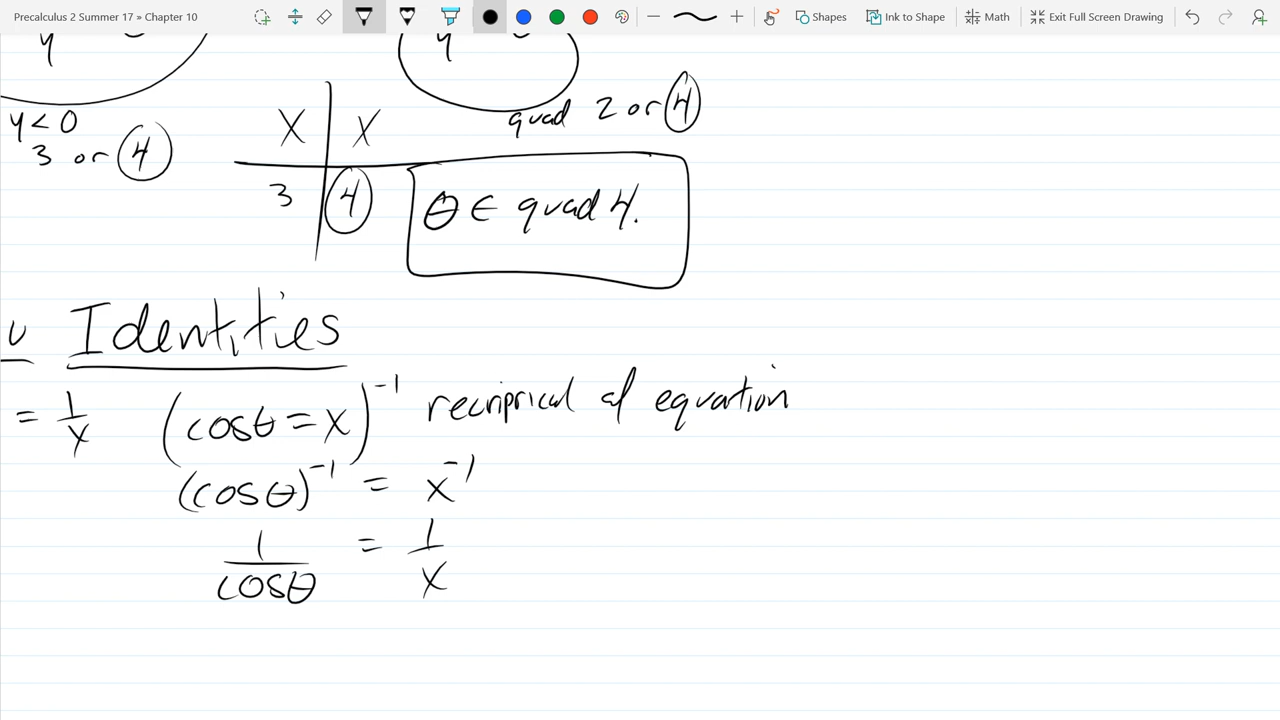 Precalculus 2 Summer 17 » Chapter 10
Shapes Ink to Shape Math Exit Full Screen Drawing
y
y
y < 0
3 or 4
X X
3 4
quad 2 or 4
θ ∈ quad 4.
Identities
= 1/x (cosθ = x)⁻¹ reciprical of equation
(cosθ)⁻¹ = x⁻¹
1/cosθ = 1/x